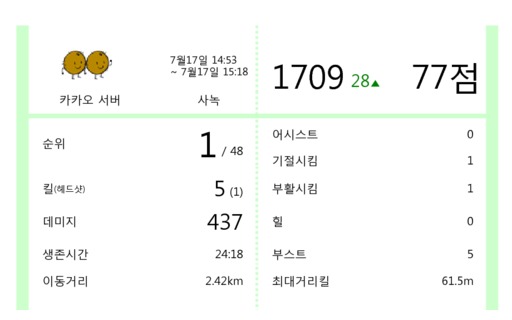 7월17일 14:53
~ 7월17일 15:18
카카오 서버
사녹
1709 28▲
77점
순위
1 / 48
킬(헤드샷)
5 (1)
데미지
437
생존시간
24:18
이동거리
2.42km
어시스트
0
기절시킴
1
부활시킴
1
힐
0
부스트
5
최대거리킬
61.5m